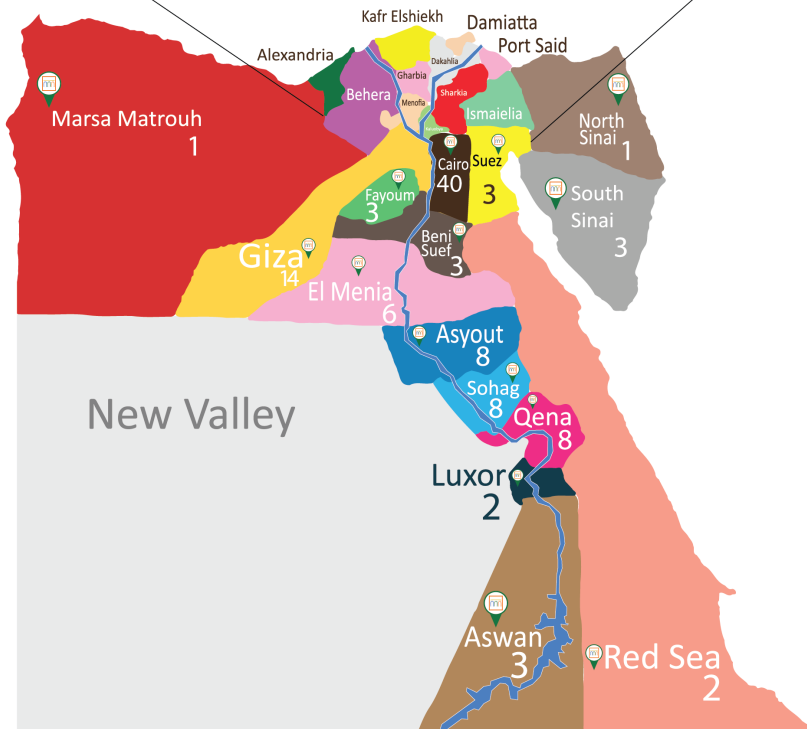 Kafr Elshiekh
Damiatta
Port Said
Alexandria
Dakahlla
Gharbia
Behera
Menofia
Sharkia
Ismaielia
Marsa Matrouh
1
North
Sinai
1
Cairo
40
Suez
3
Fayoum
3
South
Sinai
3
Beni
Suef
3
Giza
14
El Menia
6
Asyout
8
Sohag
8
Qena
8
New Valley
Luxor
2
Aswan
3
Red Sea
2